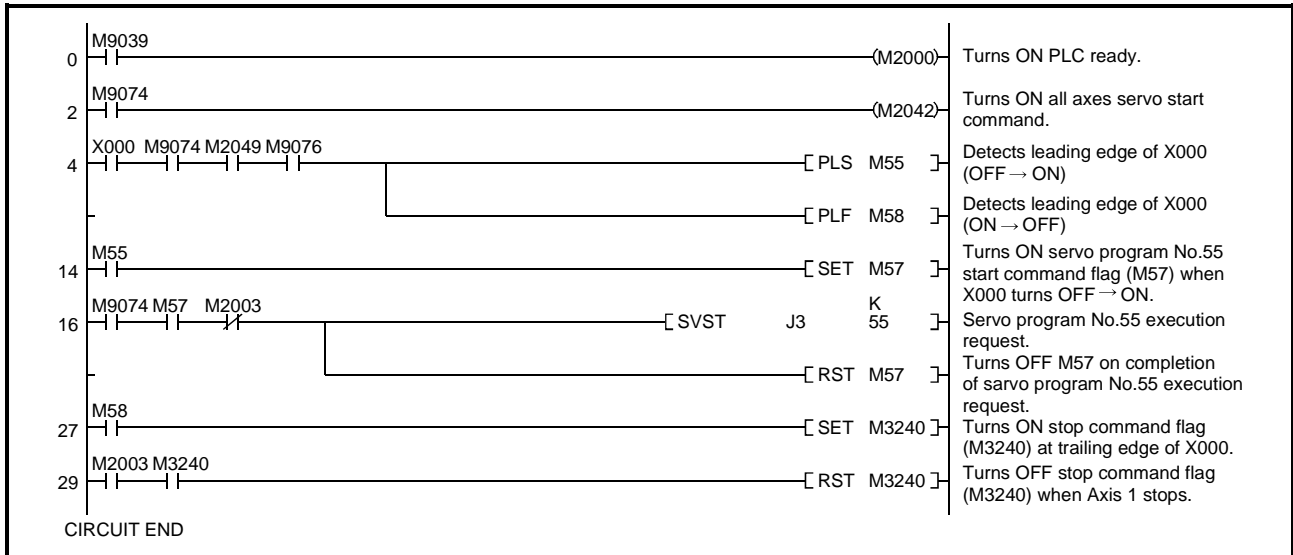 M9039
0 (M2000) Turns ON PLC ready.
M9074
2 (M2042) Turns ON all axes servo start
command.
X000 M9074 M2049 M9076
4 PLS M55 Detects leading edge of X000
(OFF → ON)
PLF M58 Detects leading edge of X000
(ON → OFF)
M55
14 SET M57 Turns ON servo program No.55
start command flag (M57) when
X000 turns OFF → ON.
M9074 M57 M2003
16 SVST J3 K 55 Servo program No.55 execution
request.
RST M57 Turns OFF M57 on completion
of sarvo program No.55 execution
request.
M58
27 SET M3240 Turns ON stop command flag
(M3240) at trailing edge of X000.
M2003 M3240
29 RST M3240 Turns OFF stop command flag
(M3240) when Axis 1 stops.
CIRCUIT END